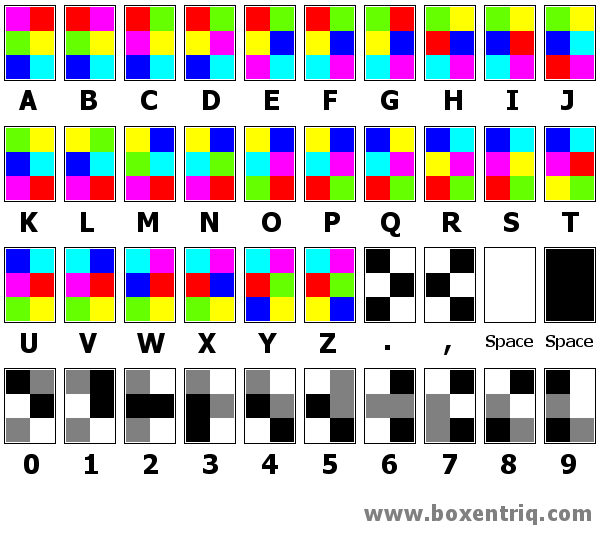 A B C D E F G H I J
K L M N O P Q R S T
U V W X Y Z . , Space Space
0 1 2 3 4 5 6 7 8 9
www.boxentriq.com